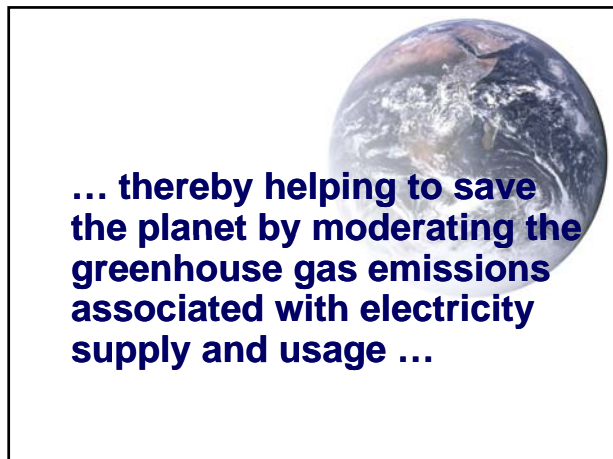 … thereby helping to save
the planet by moderating the
greenhouse gas emissions
associated with electricity
supply and usage …